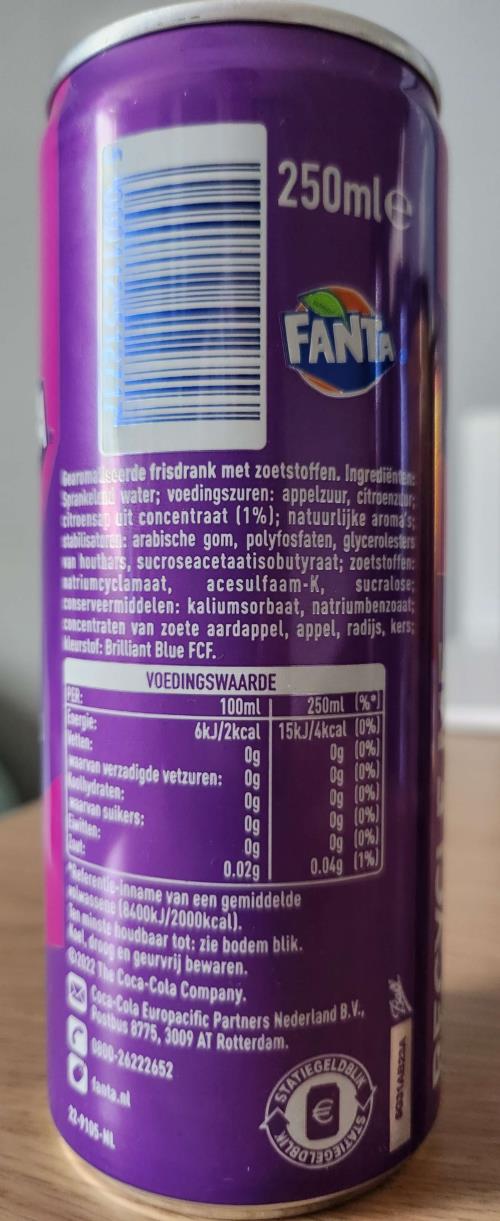 250ml e
FANTA
Gearomatiseerde frisdrank met zoetstoffen. Ingrediënten:
Sprankelend water; voedingszuren: appelzuur, citroenzuur;
citroensap uit concentraat (1%); natuurlijke aroma's;
stabilisatoren: arabische gom, polyfosfaten, glycerolesters
van houthars, sucroseacetaatisobutyraat; zoetstoffen:
natriumcyclamaat, acesulfaam-K, sucralose;
conserveermiddelen: kaliumsorbaat, natriumbenzoaat;
concentraten van zoete aardappel, appel, radijs, kers;
kleurstof: Brilliant Blue FCF.
VOEDINGSWAARDE
PER: 100ml 250ml (%*)
Energie: 6kJ/2kcal 15kJ/4kcal (0%)
Vetten: 0g 0g (0%)
waarvan verzadigde vetzuren: 0g 0g (0%)
Koolhydraten: 0g 0g (0%)
waarvan suikers: 0g 0g (0%)
Eiwitten: 0g 0g (0%)
Zout: 0.02g 0.04g (1%)
*Referentie-inname van een gemiddelde
volwassene (8400kJ/2000kcal).
Ten minste houdbaar tot: zie bodem blik.
Koel, droog en geurvrij bewaren.
©2022 The Coca-Cola Company.
Coca-Cola Europacific Partners Nederland B.V.,
Postbus 8775, 3009 AT Rotterdam.
0800-26222652
fanta.nl
22-9105-NL
STATIEGELDBLIK
€
STATIEGELDBLIK